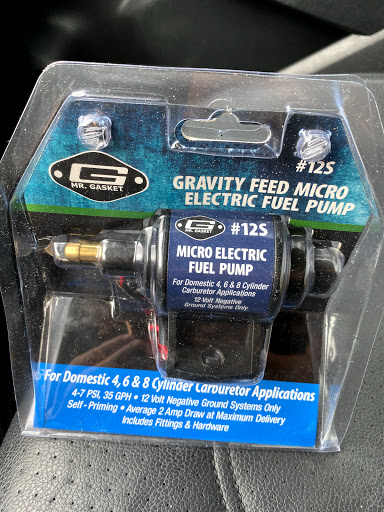 #12S
G
MR. GASKET
GRAVITY FEED MICRO
ELECTRIC FUEL PUMP
G
MR. GASKET
#12S
MICRO ELECTRIC
FUEL PUMP
For Domestic 4, 6 & 8 Cylinder
Carburetor Applications
12 Volt Negative
Ground Systems Only
For Domestic 4, 6 & 8 Cylinder Carburetor Applications
4-7 PSI, 35 GPH • 12 Volt Negative Ground Systems Only
Self - Priming • Average 2 Amp Draw at Maximum Delivery
Includes Fittings & Hardware